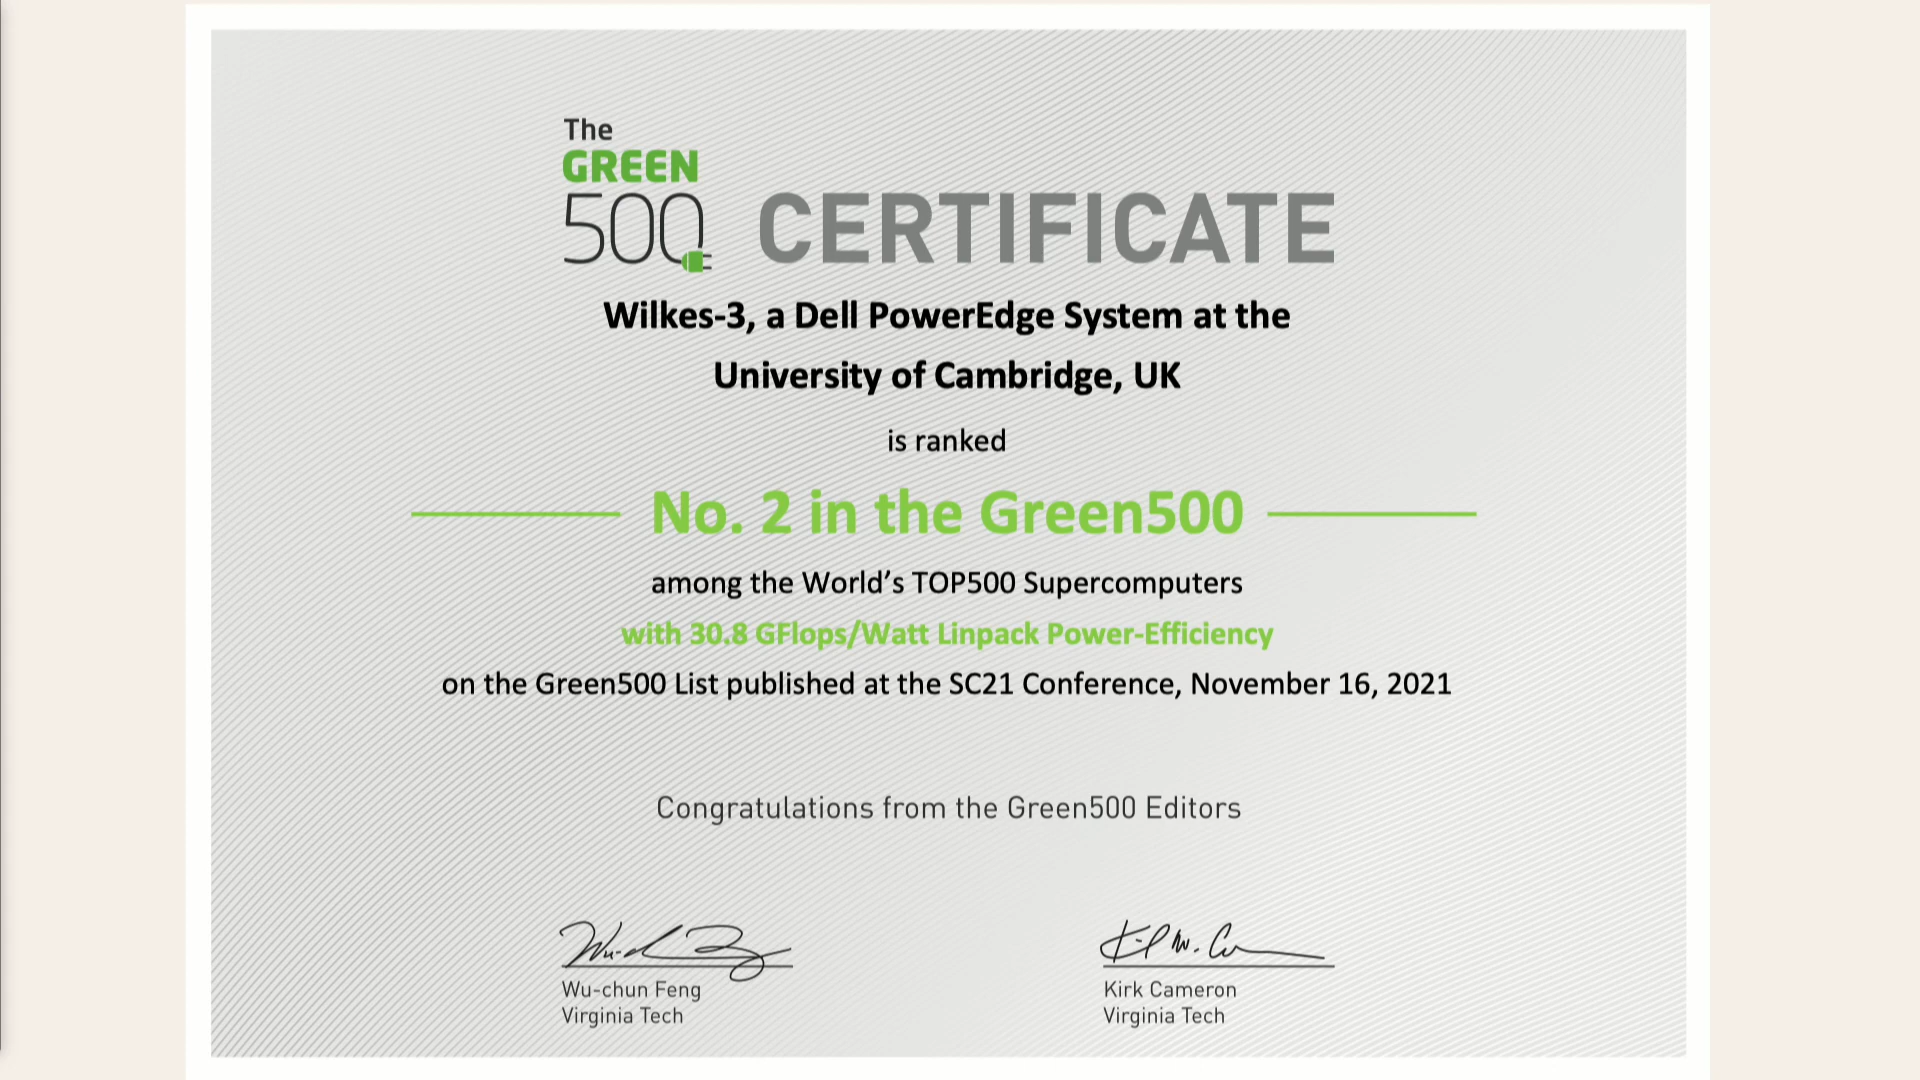 The
GREEN
500 CERTIFICATE
Wilkes-3, a Dell PowerEdge System at the
University of Cambridge, UK
is ranked
No. 2 in the Green500
among the World’s TOP500 Supercomputers
with 30.8 GFlops/Watt Linpack Power-Efficiency
on the Green500 List published at the SC21 Conference, November 16, 2021
Congratulations from the Green500 Editors
Wu-chun Feng
Virginia Tech
Kirk Cameron
Virginia Tech